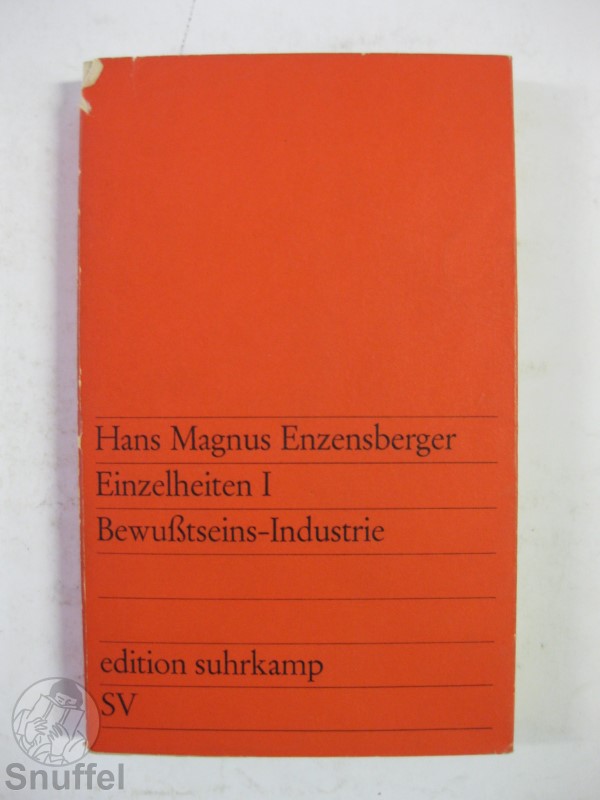 Hans Magnus Enzensberger
Einzelheiten I
Bewußtseins-Industrie
edition suhrkamp
SV
Snuffel